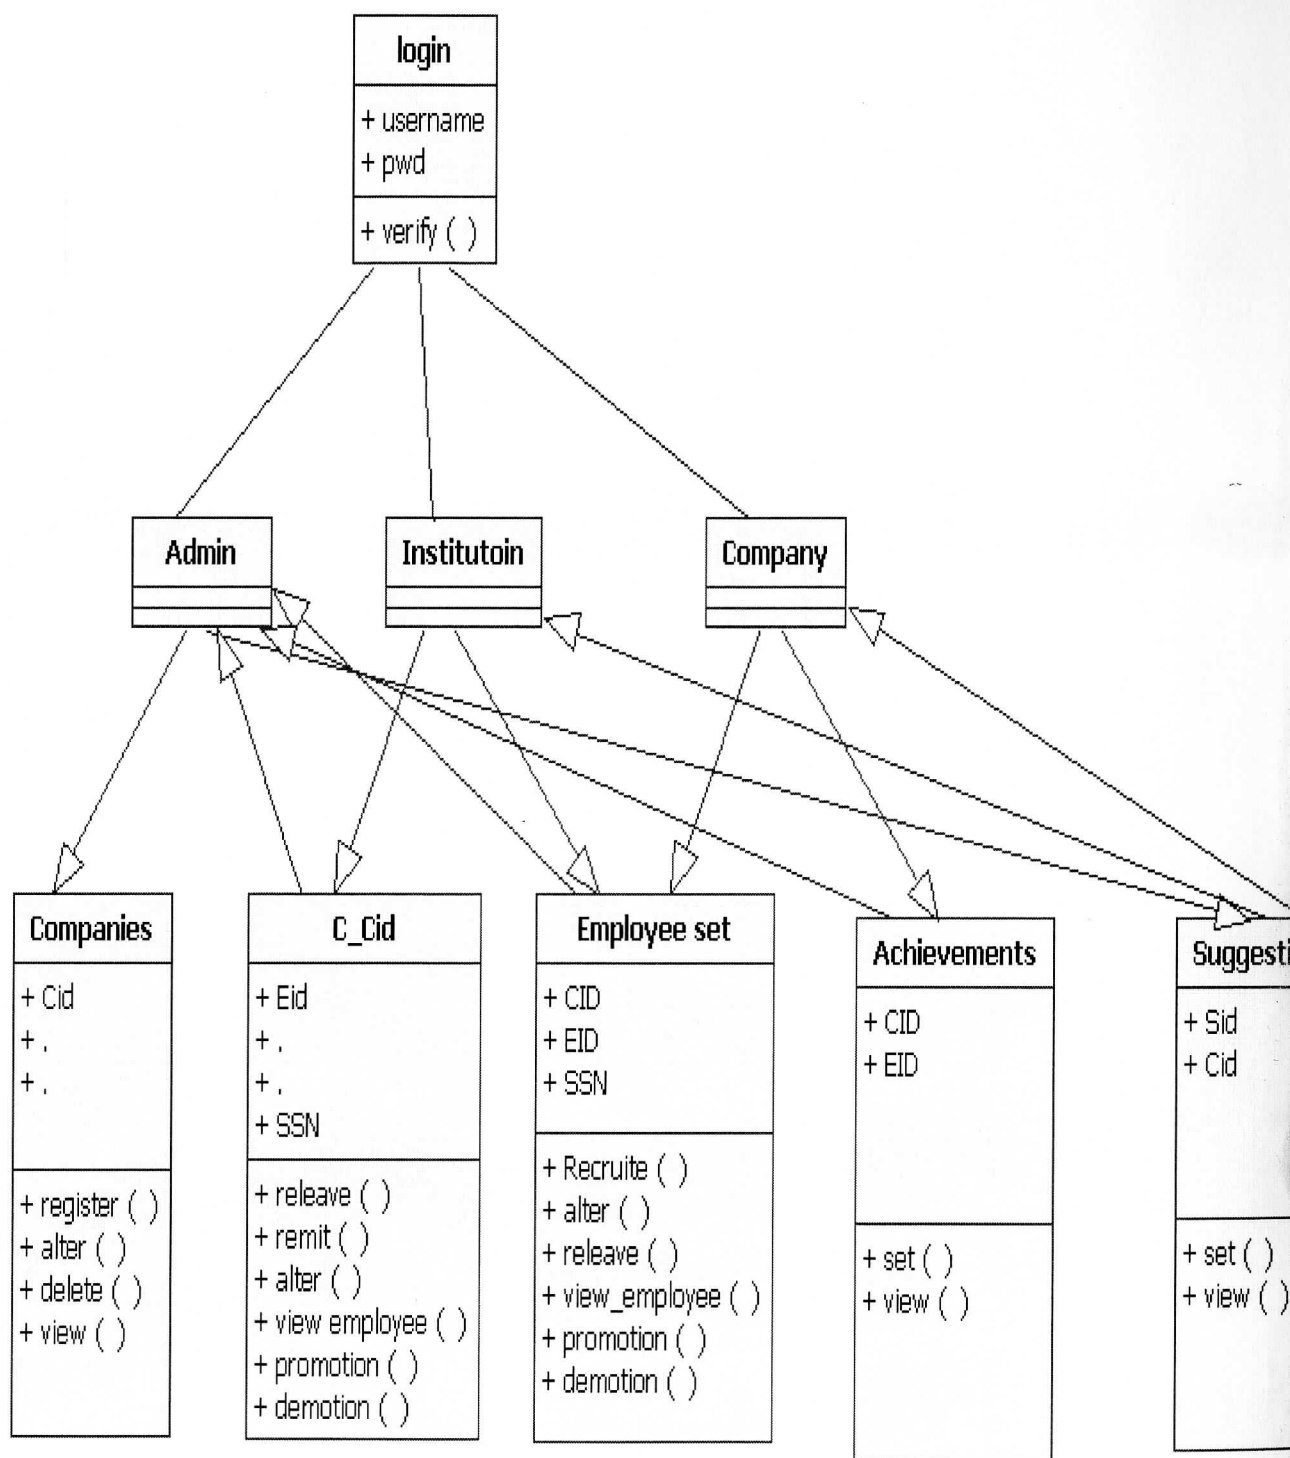 login
+ username
+ pwd
+ verify ( )
Admin
Institutoin
Company
Companies
+ Cid
+ .
+ .
+ register ( )
+ alter ( )
+ delete ( )
+ view ( )
C_Cid
+ Eid
+ .
+ .
+ SSN
+ releave ( )
+ remit ( )
+ alter ( )
+ view employee ( )
+ promotion ( )
+ demotion ( )
Employee set
+ CID
+ EID
+ SSN
+ Recruite ( )
+ alter ( )
+ releave ( )
+ view_employee ( )
+ promotion ( )
+ demotion ( )
Achievements
+ CID
+ EID
+ set ( )
+ view ( )
Suggesti
+ Sid
+ Cid
+ set ( )
+ view ( )